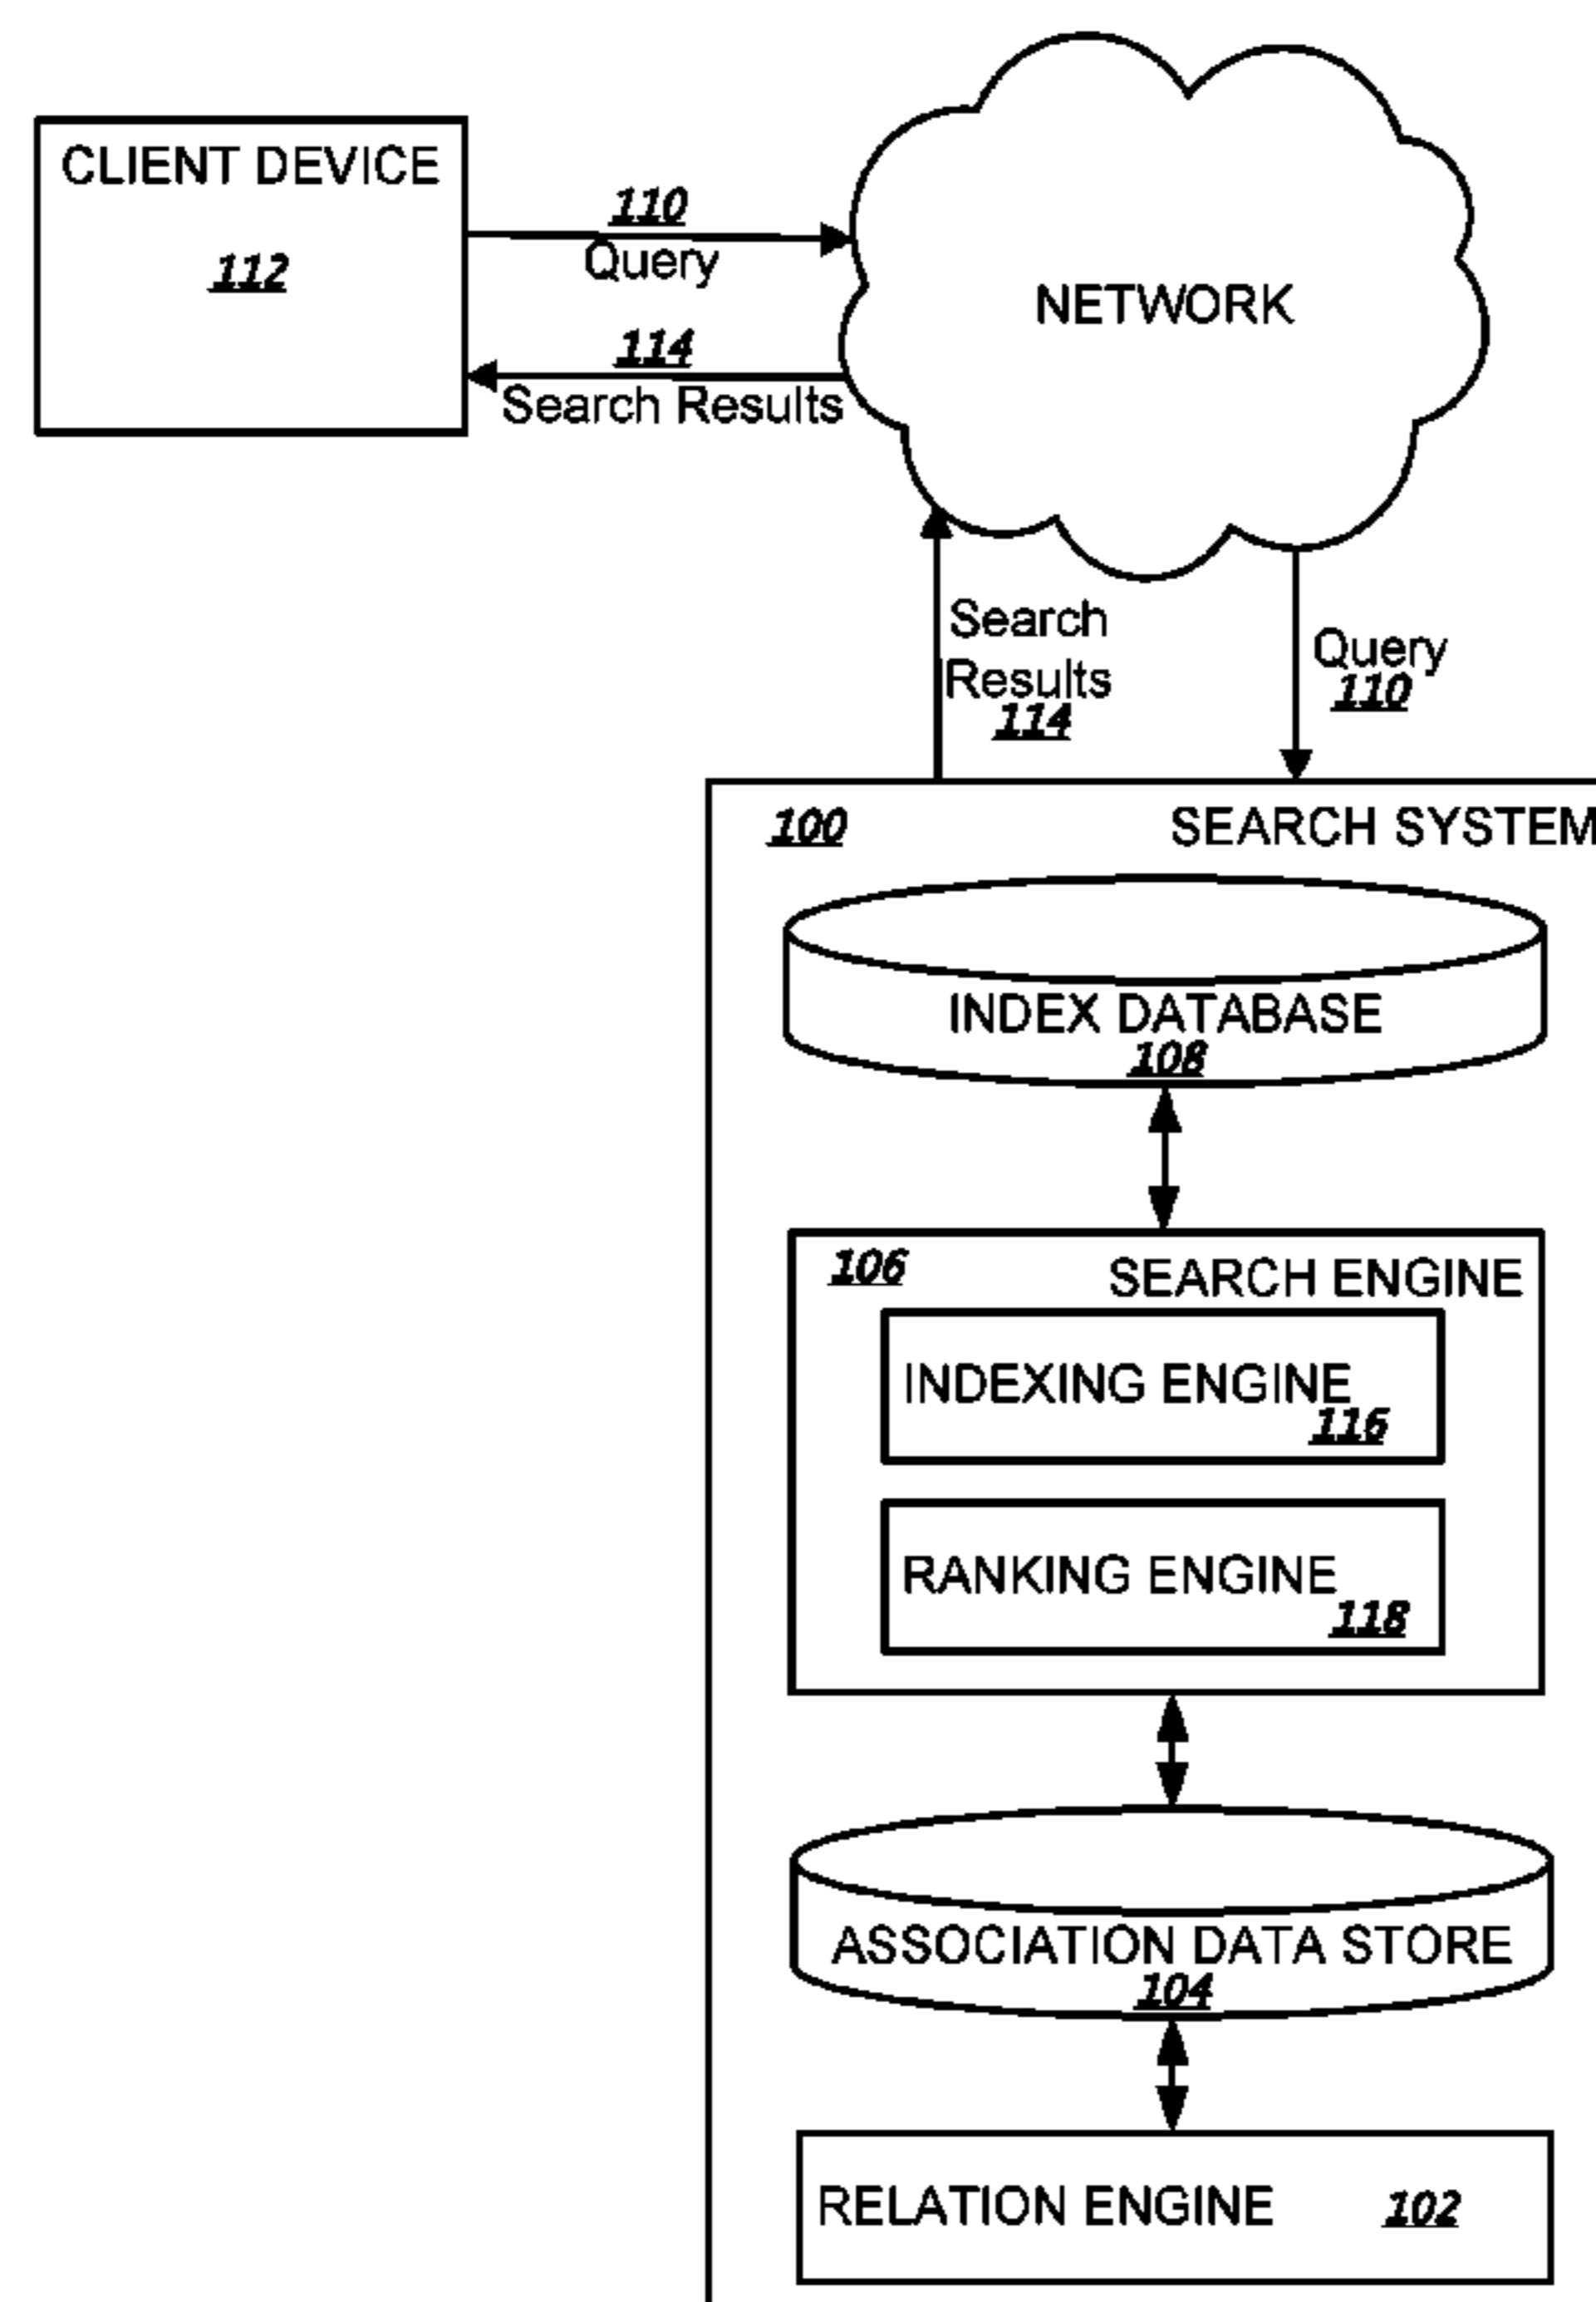 CLIENT DEVICE
112
110
Query
114
Search Results
NETWORK
Search
Results
114
Query
110
100
SEARCH SYSTEM
INDEX DATABASE
108
106
SEARCH ENGINE
INDEXING ENGINE
116
RANKING ENGINE
118
ASSOCIATION DATA STORE
104
RELATION ENGINE
102